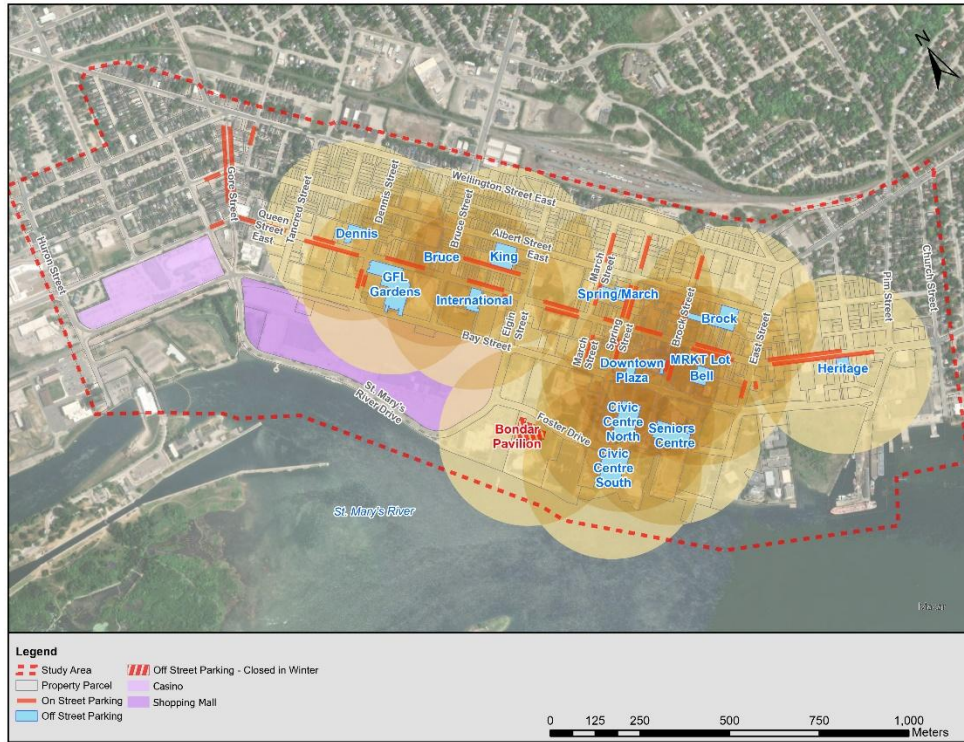 N
Wellington Street East
Dennis Street
Gore Street
Tancred Street
Bruce Street
Queen
Street
East
Albert Street
East
Huron Street
Dennis
Bruce
King
March
Street
Church Street
Plm Street
GFL
Gardens
International
Spring/March
Elgin
Street
Brock Street
Brock
Spring
Street
East Street
Bay Street
March
Street
Downtown
Plaza
MRKT Lot
Bell
Heritage
St. Mary's
River Drive
Bondar
Pavilion
Foster Drive
Civic
Centre
North
Seniors
Centre
Civic
Centre
South
St. Mary's River
Legend
Study Area
Property Parcel
On Street Parking
Off Street Parking
Off Street Parking - Closed in Winter
Casino
Shopping Mall
0 125 250 500 750 1,000
Meters